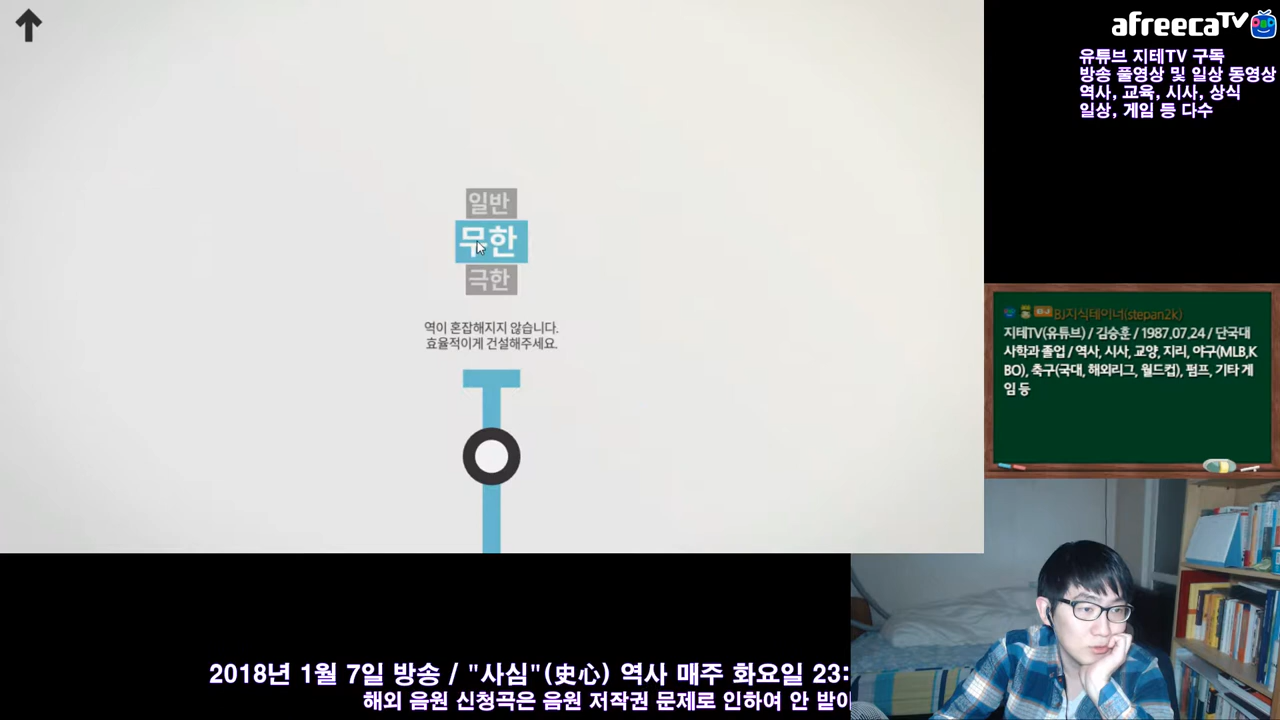 일반
무한
극한
역이 혼잡해지지 않습니다.
효율적이게 건설해주세요.
afreecaTV
유튜브 지테TV 구독
방송 풀영상 및 일상 동영상
역사, 교육, 시사, 상식
일상, 게임 등 다수
BJ지식테이너(stepan2k)
지테TV(유튜브) / 김승훈 / 1987.07.24 / 단국대
사학과 졸업 / 역사, 시사, 교양, 지리, 야구(MLB,K
BO), 축구(국대, 해외리그, 월드컵), 펌프, 기타 게
임 등
2018년 1월 7일 방송 / "사심"(史心) 역사 매주 화요일 23:
해외 음원 신청곡은 음원 저작권 문제로 인하여 안 받아